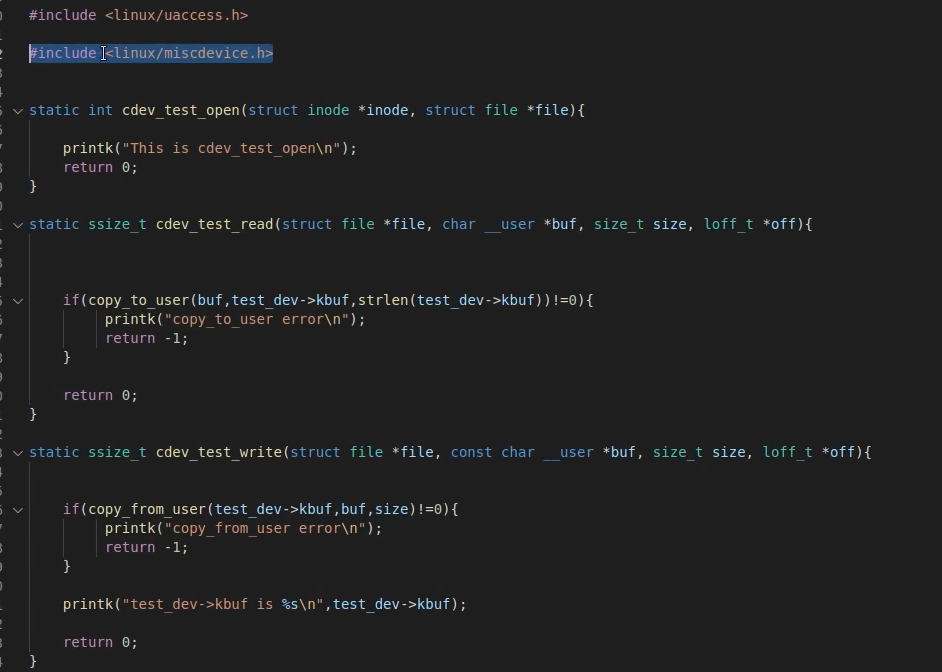 #include <linux/uaccess.h>
#include <linux/miscdevice.h>
static int cdev_test_open(struct inode *inode, struct file *file){
printk("This is cdev_test_open\n");
return 0;
}
static ssize_t cdev_test_read(struct file *file, char __user *buf, size_t size, loff_t *off){
if(copy_to_user(buf,test_dev->kbuf,strlen(test_dev->kbuf))!=0){
printk("copy_to_user error\n");
return -1;
}
return 0;
}
static ssize_t cdev_test_write(struct file *file, const char __user *buf, size_t size, loff_t *off){
if(copy_from_user(test_dev->kbuf,buf,size)!=0){
printk("copy_from_user error\n");
return -1;
}
printk("test_dev->kbuf is %s\n",test_dev->kbuf);
return 0;
}